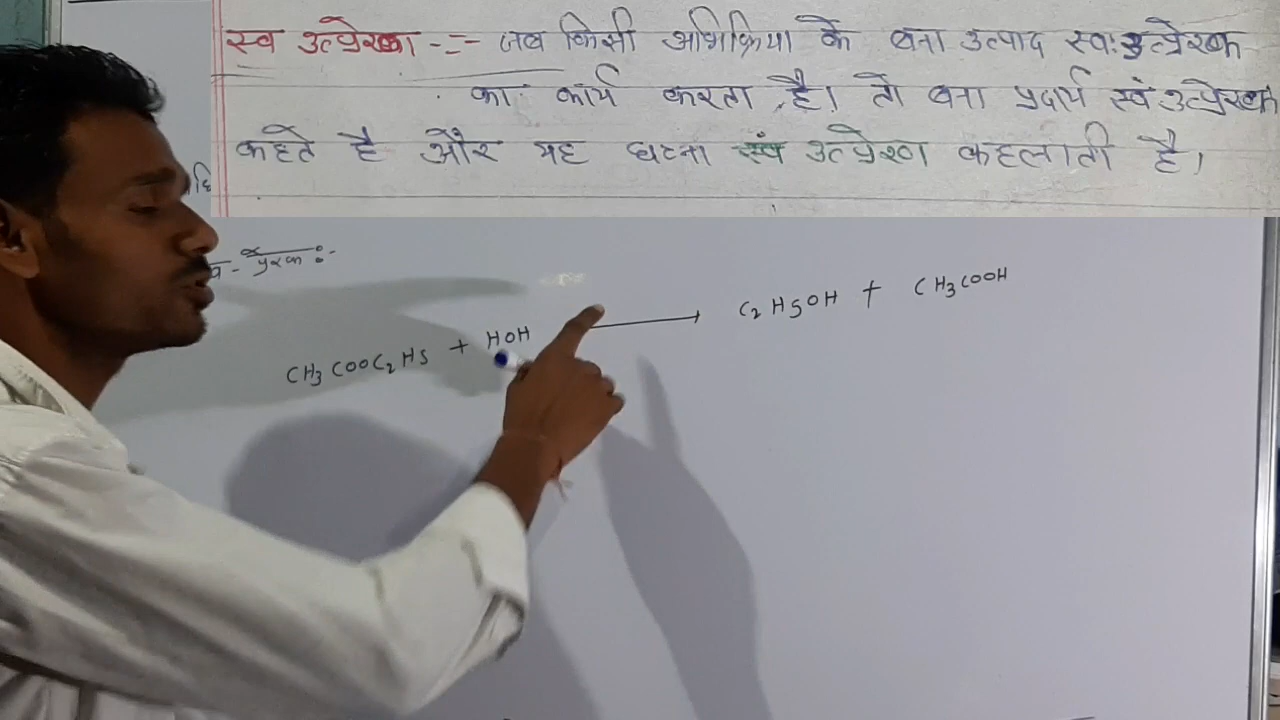 स्व उत्प्रेरक -:- जब किसी अभिक्रिया के बना उत्पाद स्व: उत्प्रेरक
का कार्य करता है। तो बना प्रदार्य स्वं उत्प्रेरक
कहते है और यह घटना स्वं उत्प्रेरण कहलाती है।
प्रेरक :-
CH3COOC2H5 + HOH → C2H5OH + CH3COOH